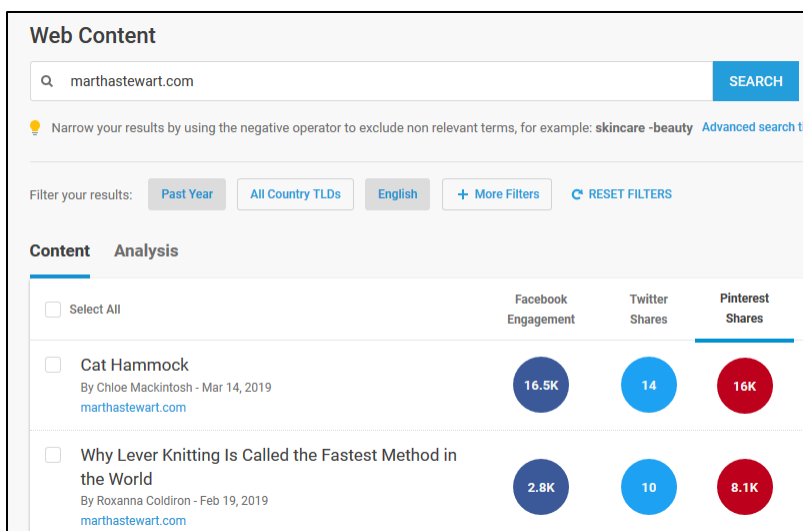 Web Content
marthastewart.com
SEARCH
Narrow your results by using the negative operator to exclude non relevant terms, for example: skincare -beauty Advanced search ti
Filter your results: Past Year All Country TLDs English + More Filters RESET FILTERS
Content Analysis
Select All
Facebook Engagement
Twitter Shares
Pinterest Shares
Cat Hammock
By Chloe Mackintosh - Mar 14, 2019
marthastewart.com
16.5K 14 16K
Why Lever Knitting Is Called the Fastest Method in
the World
By Roxanna Coldiron - Feb 19, 2019
marthastewart.com
2.8K 10 8.1K